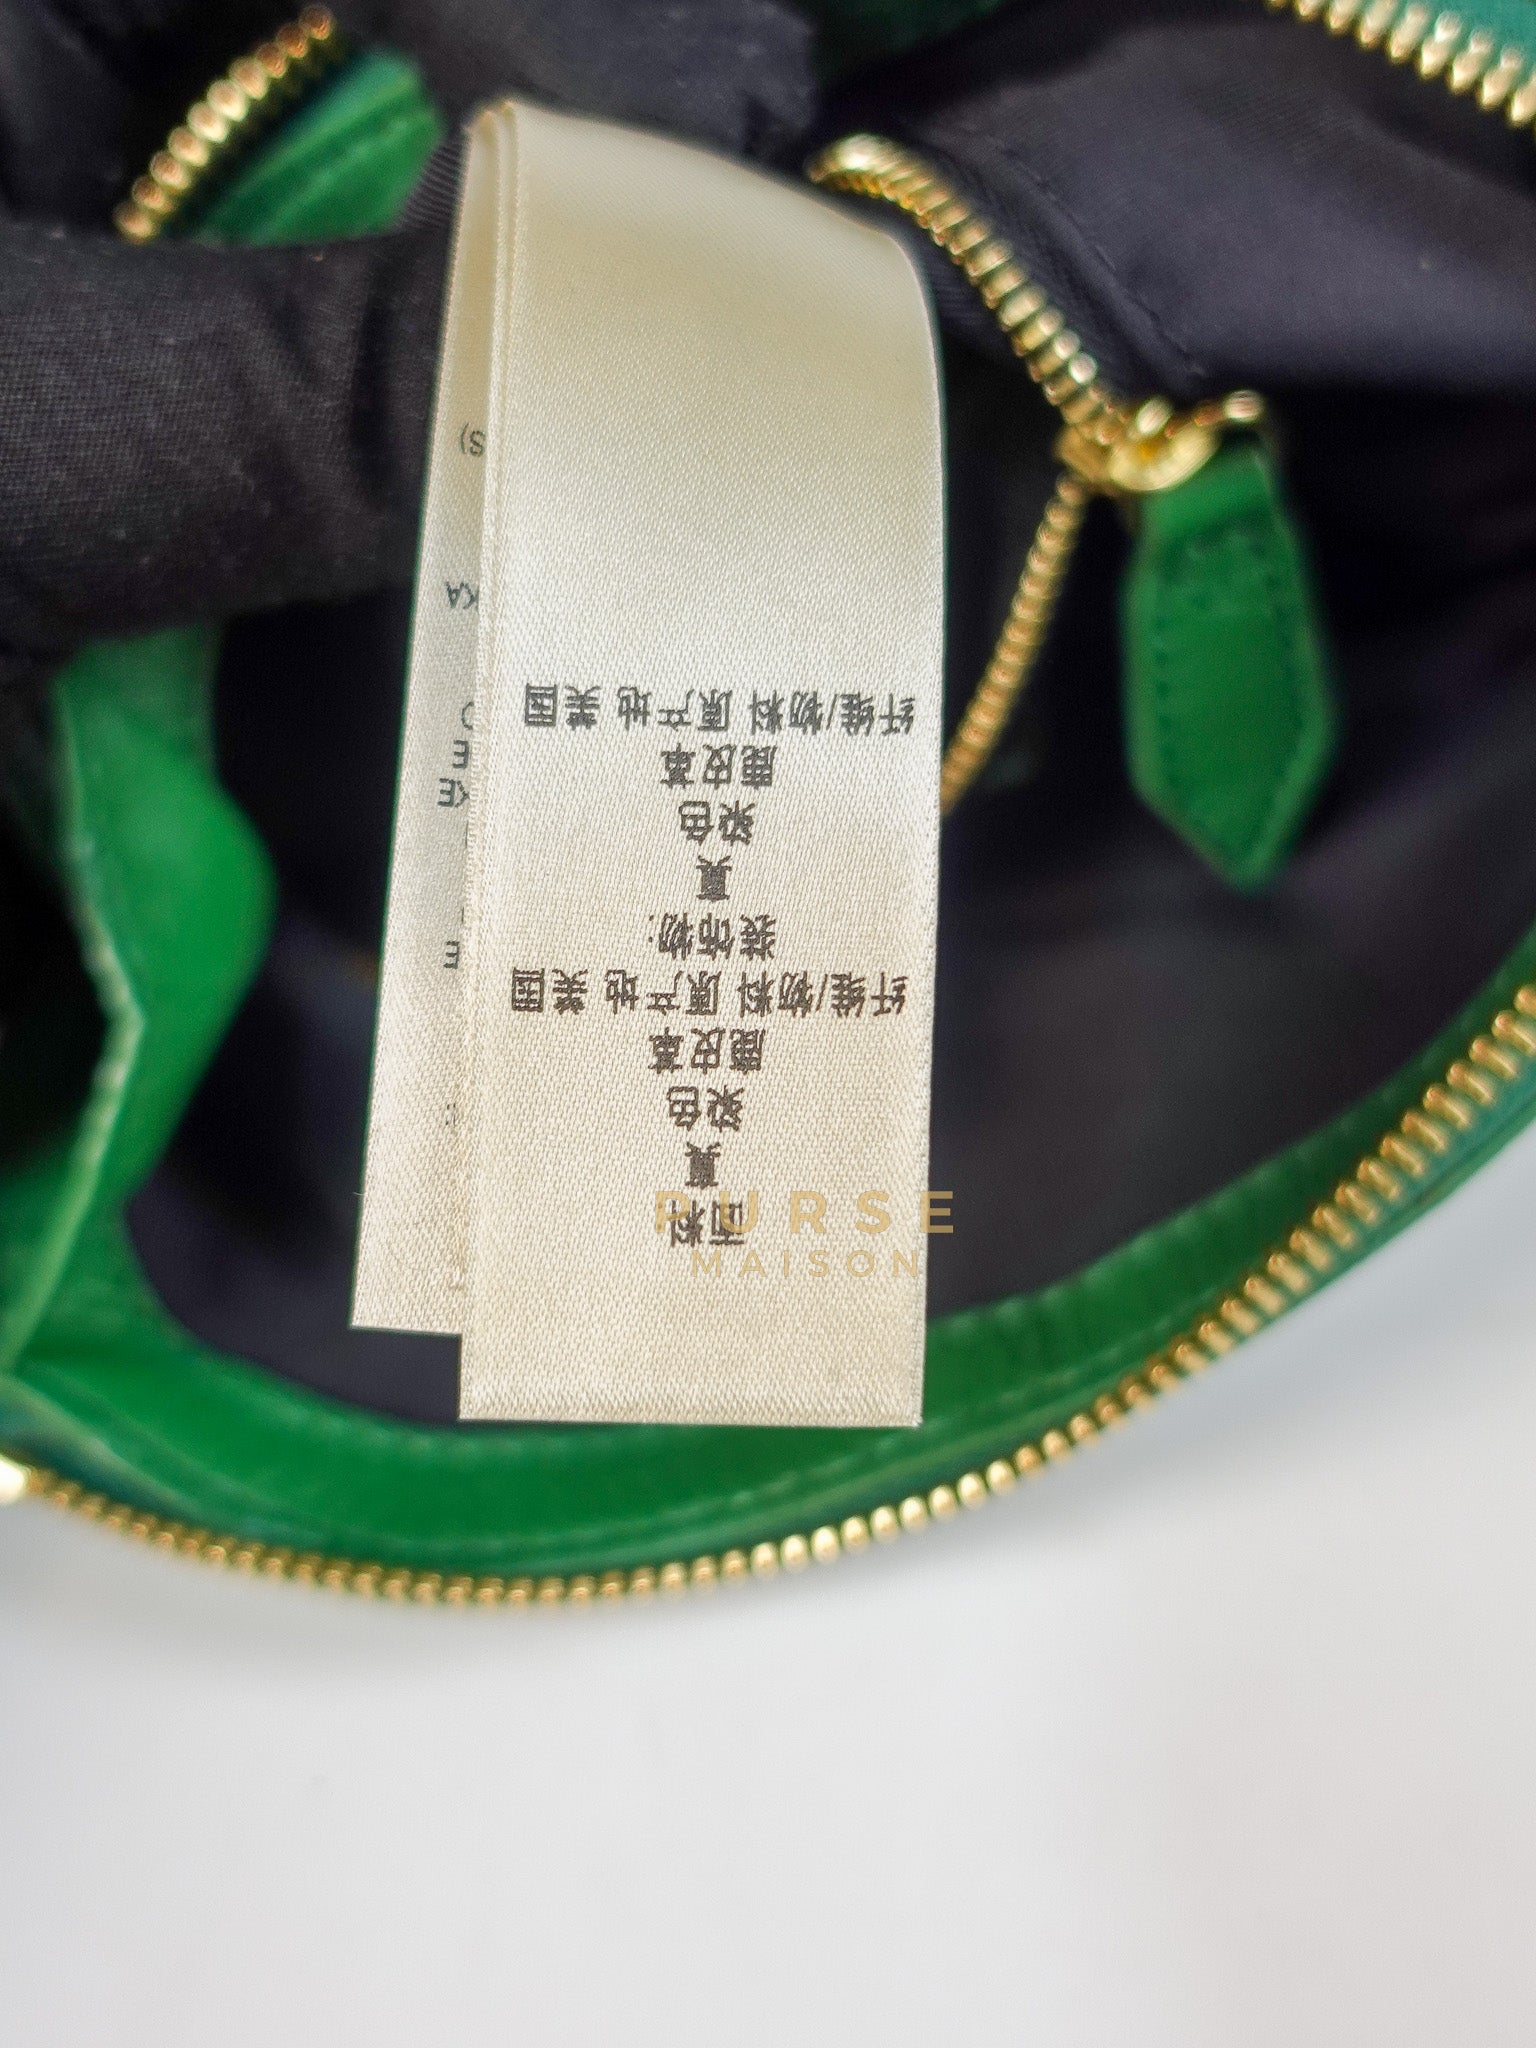 面料
真
染色
鹿皮革
纤维/物料 原产地 美国
装饰物:
真
染色
鹿皮革
纤维/物料 原产地 美国
S)
KA
PURSE
MAISON